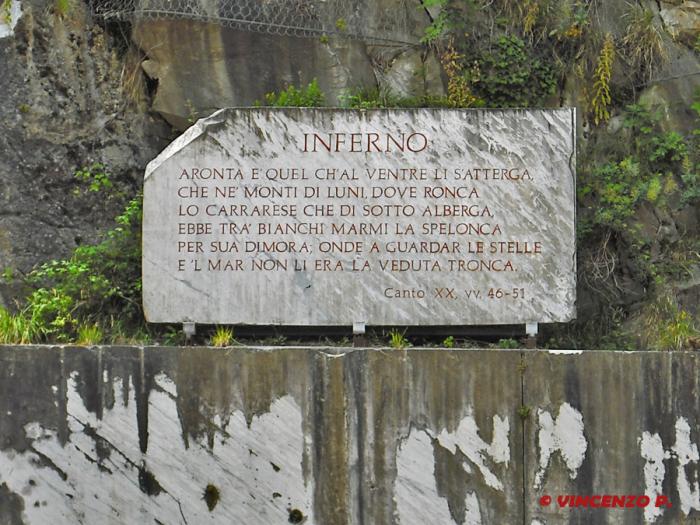 INFERNO
ARONTA E' QUEL CH'AL VENTRE LI S'ATTERGA,
CHE NE' MONTI DI LUNI, DOVE RONCA
LO CARRARESE CHE DI SOTTO ALBERGA,
EBBE TRA' BIANCHI MARMI LA SPELONCA
PER SUA DIMORA; ONDE A GUARDAR LE STELLE
E 'L MAR NON LI ERA LA VEDUTA TRONCA.
Canto XX, vv. 46-51
© VINCENZO P.